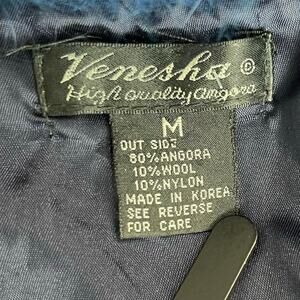 Venesha ©
High Quality Angora
M
OUT SIDE
80%ANGORA
10%WOOL
10%NYLON
MADE IN KOREA
SEE REVERSE
FOR CARE